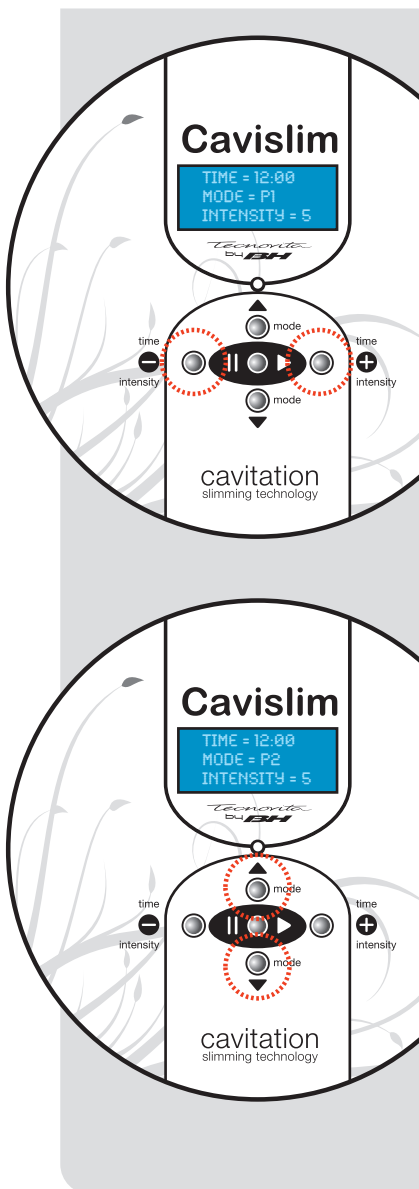 Cavislim
TIME = 12:00
MODE = P1
INTENSITY = 5
Tecnovita
by BH
mode
time
time
intensity
intensity
mode
cavitation
slimming technology
Cavislim
TIME = 12:00
MODE = P2
INTENSITY = 5
Tecnovita
by BH
mode
time
time
intensity
intensity
mode
cavitation
slimming technology